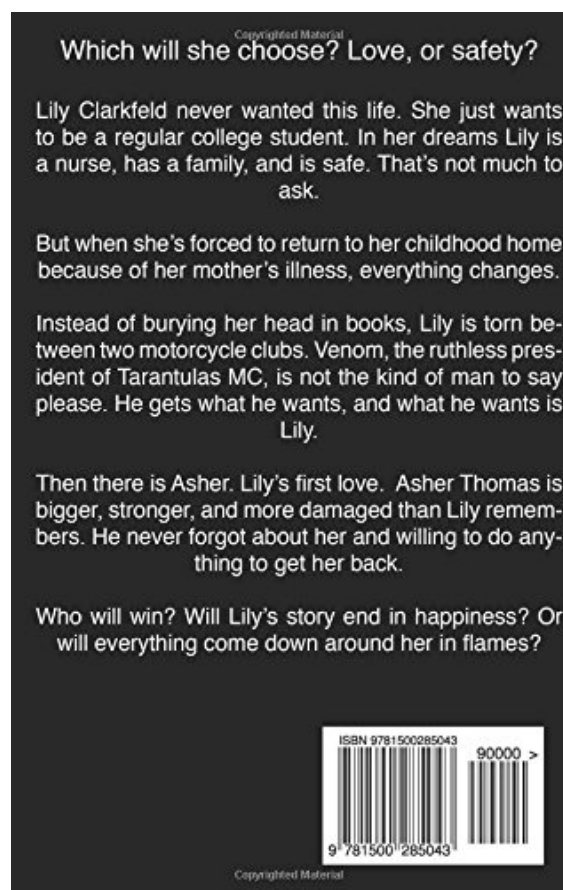 Copyrighted Material
Which will she choose? Love, or safety?
Lily Clarkfeld never wanted this life. She just wants
to be a regular college student. In her dreams Lily is
a nurse, has a family, and is safe. That's not much to
ask.
But when she's forced to return to her childhood home
because of her mother's illness, everything changes.
Instead of burying her head in books, Lily is torn be-
tween two motorcycle clubs. Venom, the ruthless pres-
ident of Tarantulas MC, is not the kind of man to say
please. He gets what he wants, and what he wants is
Lily.
Then there is Asher. Lily's first love.  Asher Thomas is
bigger, stronger, and more damaged than Lily remem-
bers. He never forgot about her and willing to do any-
thing to get her back.
Who will win? Will Lily's story end in happiness? Or
will everything come down around her in flames?
ISBN 9781500285043
90000 >
9 781500 285043
Copyrighted Material